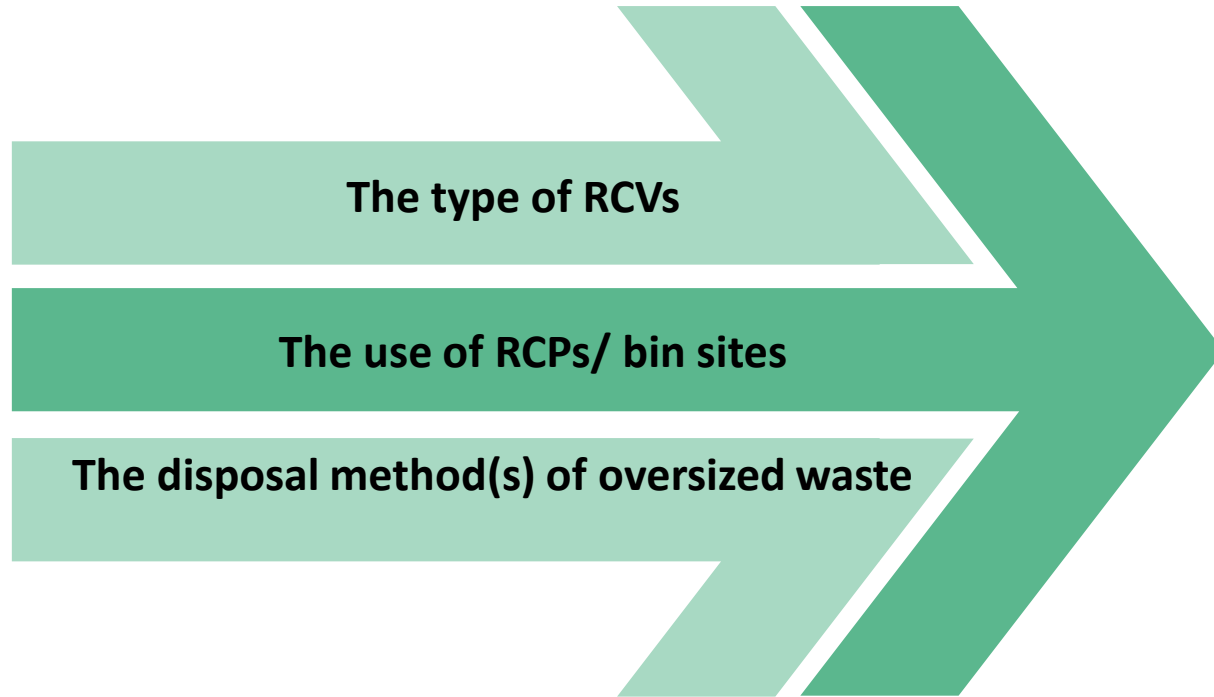 The type of RCVs
The use of RCPs/ bin sites
The disposal method(s) of oversized waste